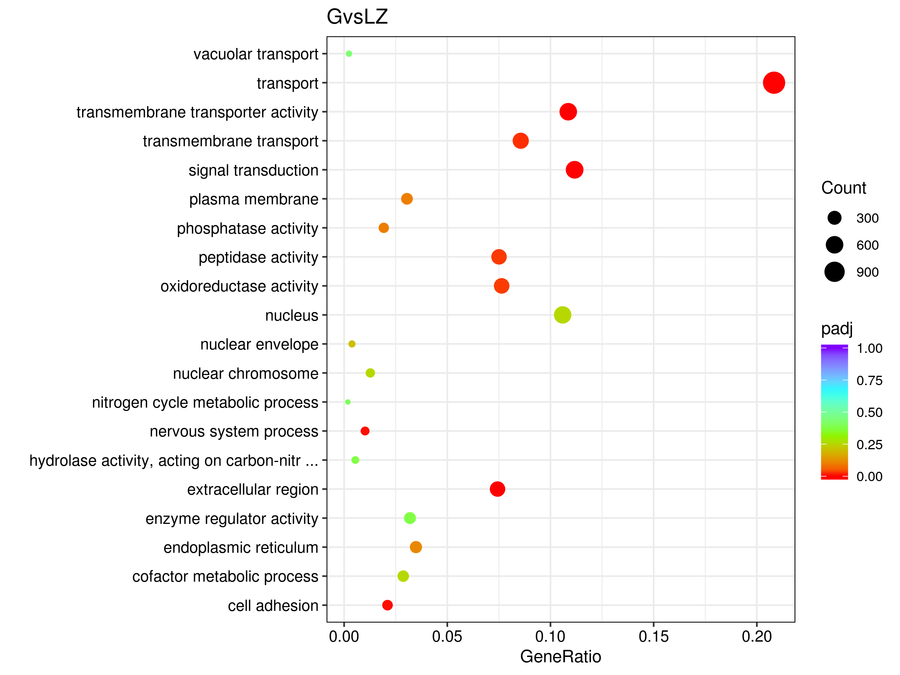 GvsLZ
vacuolar transport
transport
transmembrane transporter activity
transmembrane transport
signal transduction
plasma membrane
phosphatase activity
peptidase activity
oxidoreductase activity
nucleus
nuclear envelope
nuclear chromosome
nitrogen cycle metabolic process
nervous system process
hydrolase activity, acting on carbon-nitr ...
extracellular region
enzyme regulator activity
endoplasmic reticulum
cofactor metabolic process
cell adhesion
0.00 0.05 0.10 0.15 0.20
GeneRatio
Count
300
600
900
padj
1.00
0.75
0.50
0.25
0.00